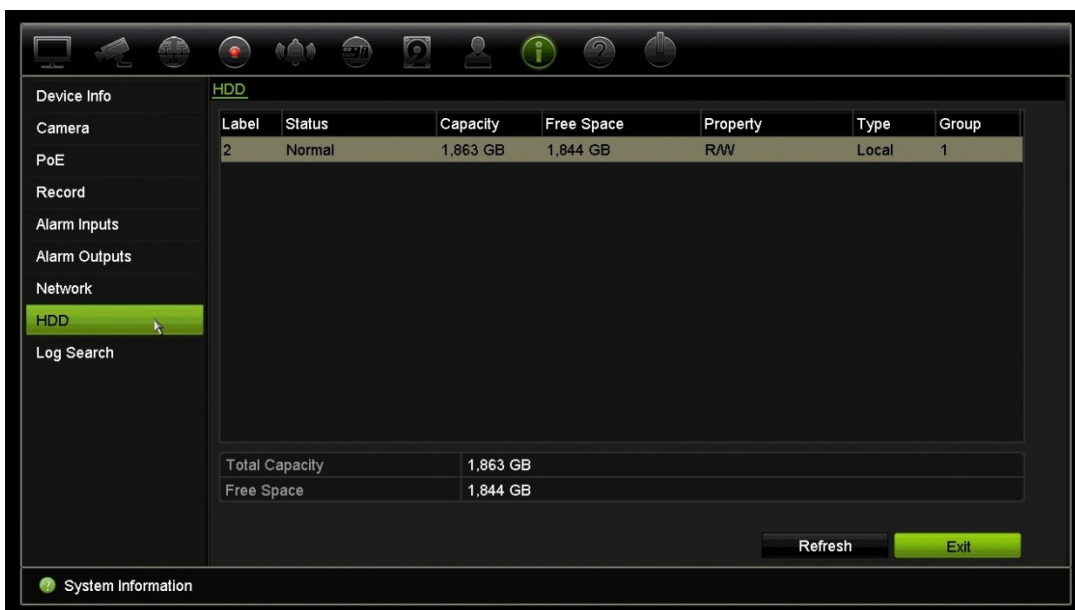 Device Info
Camera
PoE
Record
Alarm Inputs
Alarm Outputs
Network
HDD
Log Search
HDD
Label Status Capacity Free Space Property Type Group
2 Normal 1,863 GB 1,844 GB R/W Local 1
Total Capacity 1,863 GB
Free Space 1,844 GB
Refresh Exit
System Information